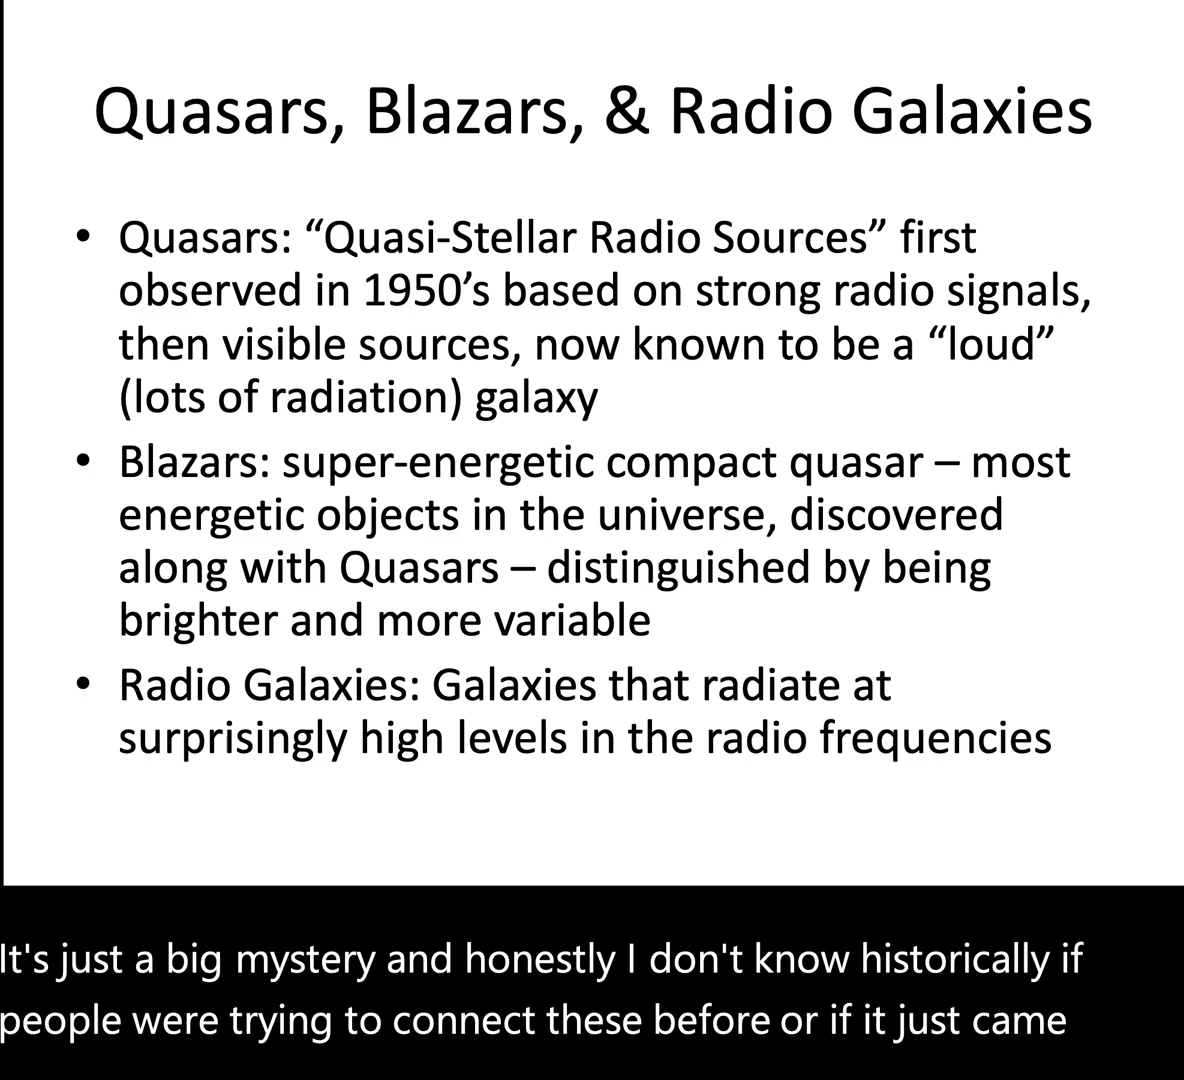 Quasars, Blazars, & Radio Galaxies
• Quasars: “Quasi-Stellar Radio Sources” first
observed in 1950’s based on strong radio signals,
then visible sources, now known to be a “loud”
(lots of radiation) galaxy
• Blazars: super-energetic compact quasar – most
energetic objects in the universe, discovered
along with Quasars – distinguished by being
brighter and more variable
• Radio Galaxies: Galaxies that radiate at
surprisingly high levels in the radio frequencies
It's just a big mystery and honestly I don't know historically if
people were trying to connect these before or if it just came